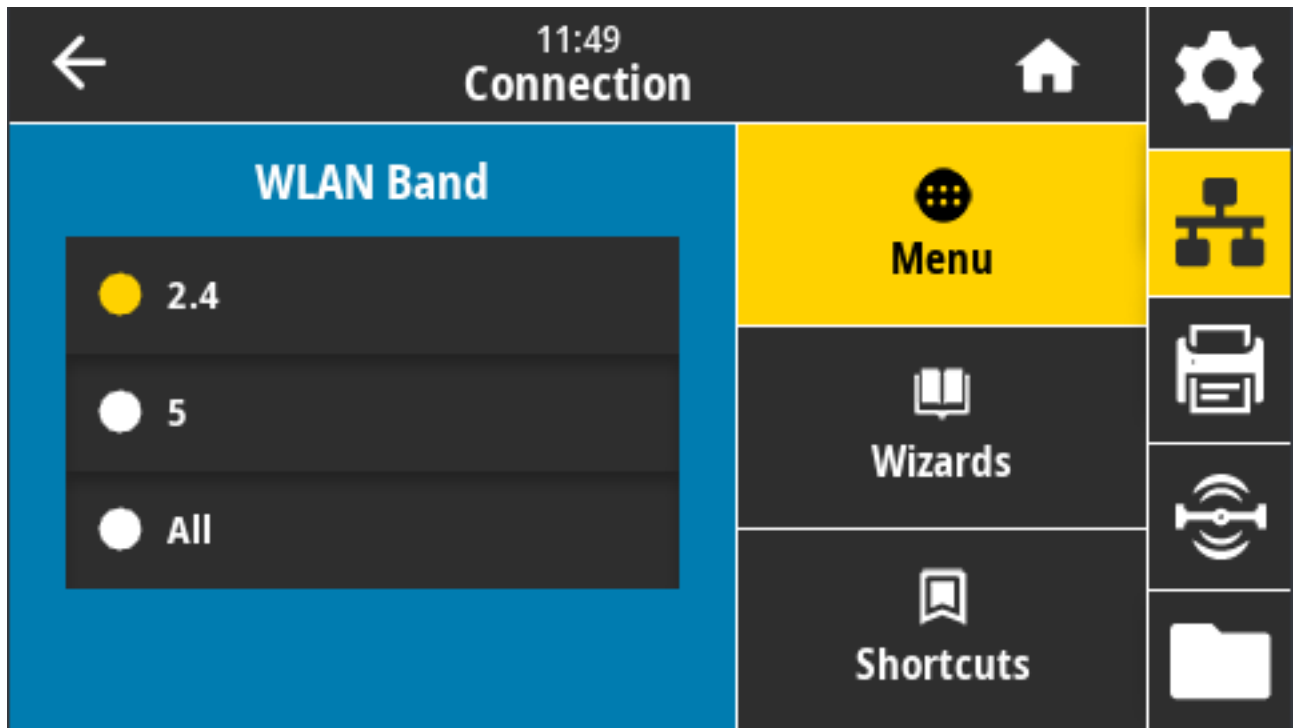 11:49
Connection
WLAN Band
2.4
5
All
Menu
Wizards
Shortcuts